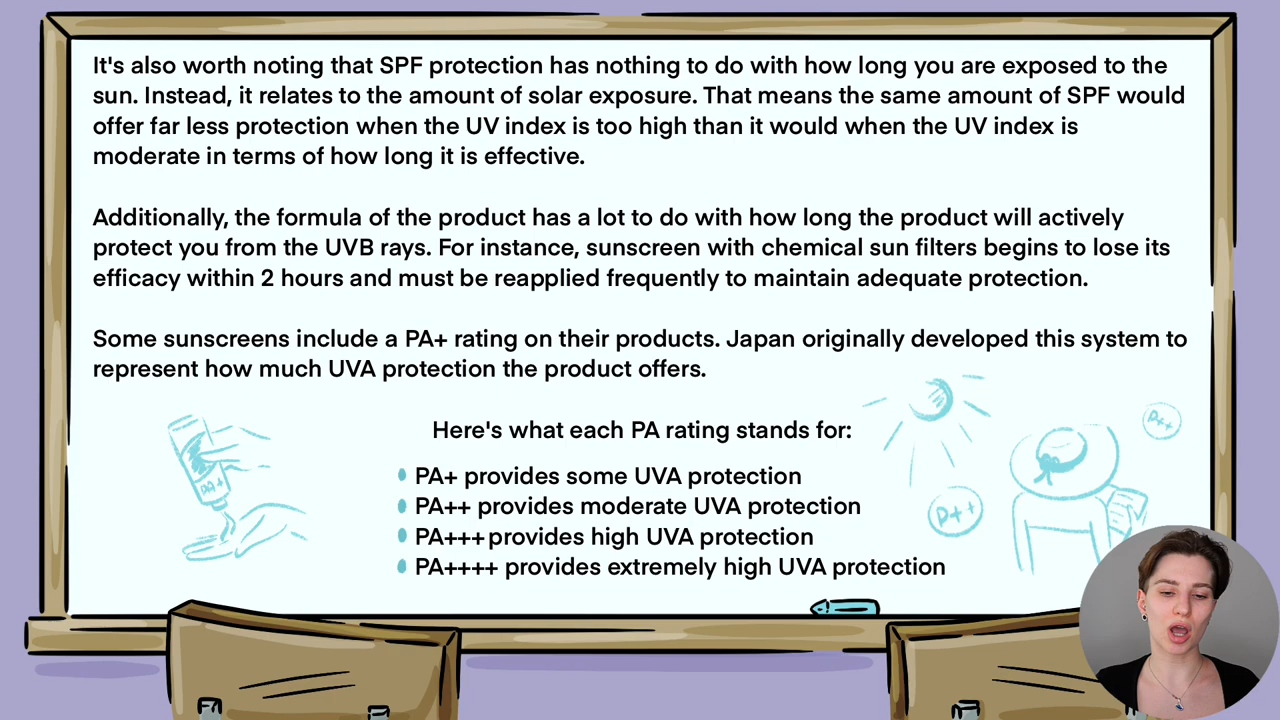 It's also worth noting that SPF protection has nothing to do with how long you are exposed to the
sun. Instead, it relates to the amount of solar exposure. That means the same amount of SPF would
offer far less protection when the UV index is too high than it would when the UV index is
moderate in terms of how long it is effective.
Additionally, the formula of the product has a lot to do with how long the product will actively
protect you from the UVB rays. For instance, sunscreen with chemical sun filters begins to lose its
efficacy within 2 hours and must be reapplied frequently to maintain adequate protection.
Some sunscreens include a PA+ rating on their products. Japan originally developed this system to
represent how much UVA protection the product offers.
Here's what each PA rating stands for:
PA+ provides some UVA protection
PA++ provides moderate UVA protection
PA+++ provides high UVA protection
PA++++ provides extremely high UVA protection
PA+
P++
P++